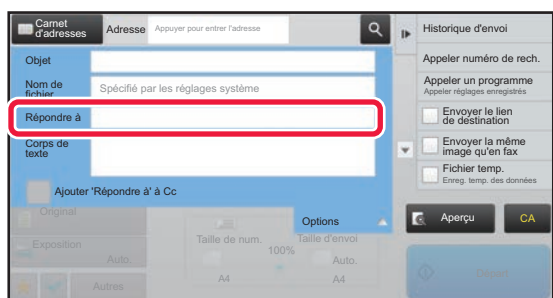 Carnet
d'adresses
Adresse
Appuyer pour entrer l'adresse
Historique d'envoi
Objet
Appeler numéro de rech.
Nom de
fichier
Spécifié par les réglages système
Appeler un programme
Appeler réglages enregistrés
Répondre à
Envoyer le lien
de destination
Corps de
texte
Envoyer la même
image qu'en fax
Fichier temp.
Enreg. temp. des données
Ajouter 'Répondre à' à Cc
Original
Options
Aperçu
CA
Exposition
Auto.
Taille de num.
100%
Taille d'envoi
Auto.
A4
A4
Autres
Départ